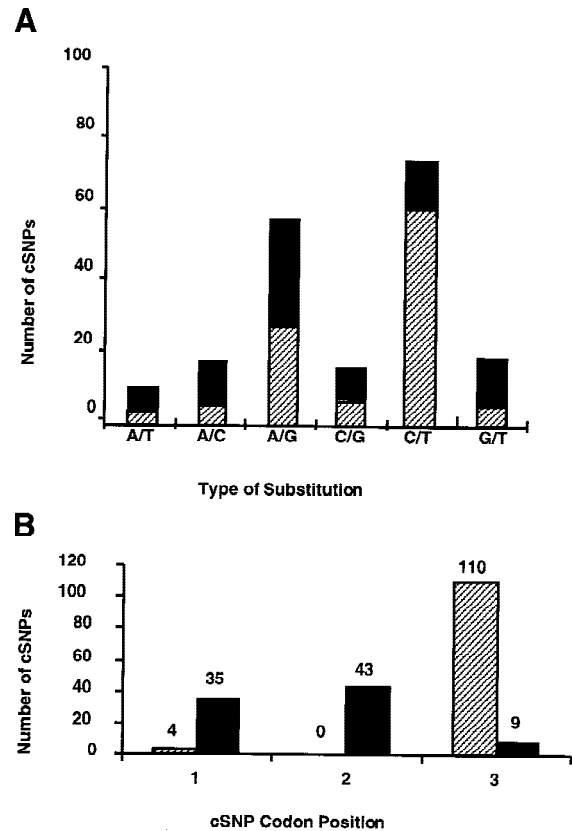 A
100
80
60
40
20
0
Number of cSNPs
A/T A/C A/G C/G C/T G/T
Type of Substitution
B
120
100
80
60
40
20
0
Number of cSNPs
4 35 0 43 110 9
1 2 3
cSNP Codon Position